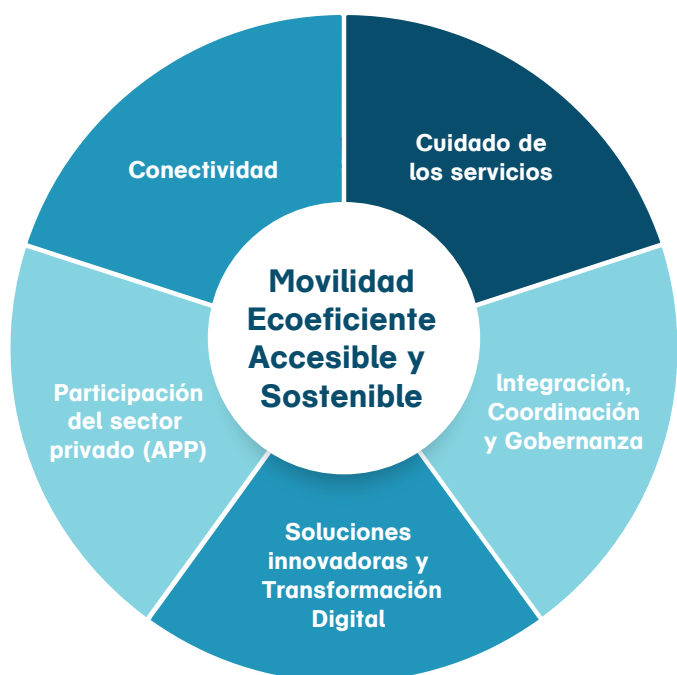 Conectividad
Cuidado de
los servicios
Movilidad
Ecoeficiente
Accesible y
Sostenible
Participación
del sector
privado (APP)
Integración,
Coordinación
y Gobernanza
Soluciones
innovadoras y
Transformación
Digital